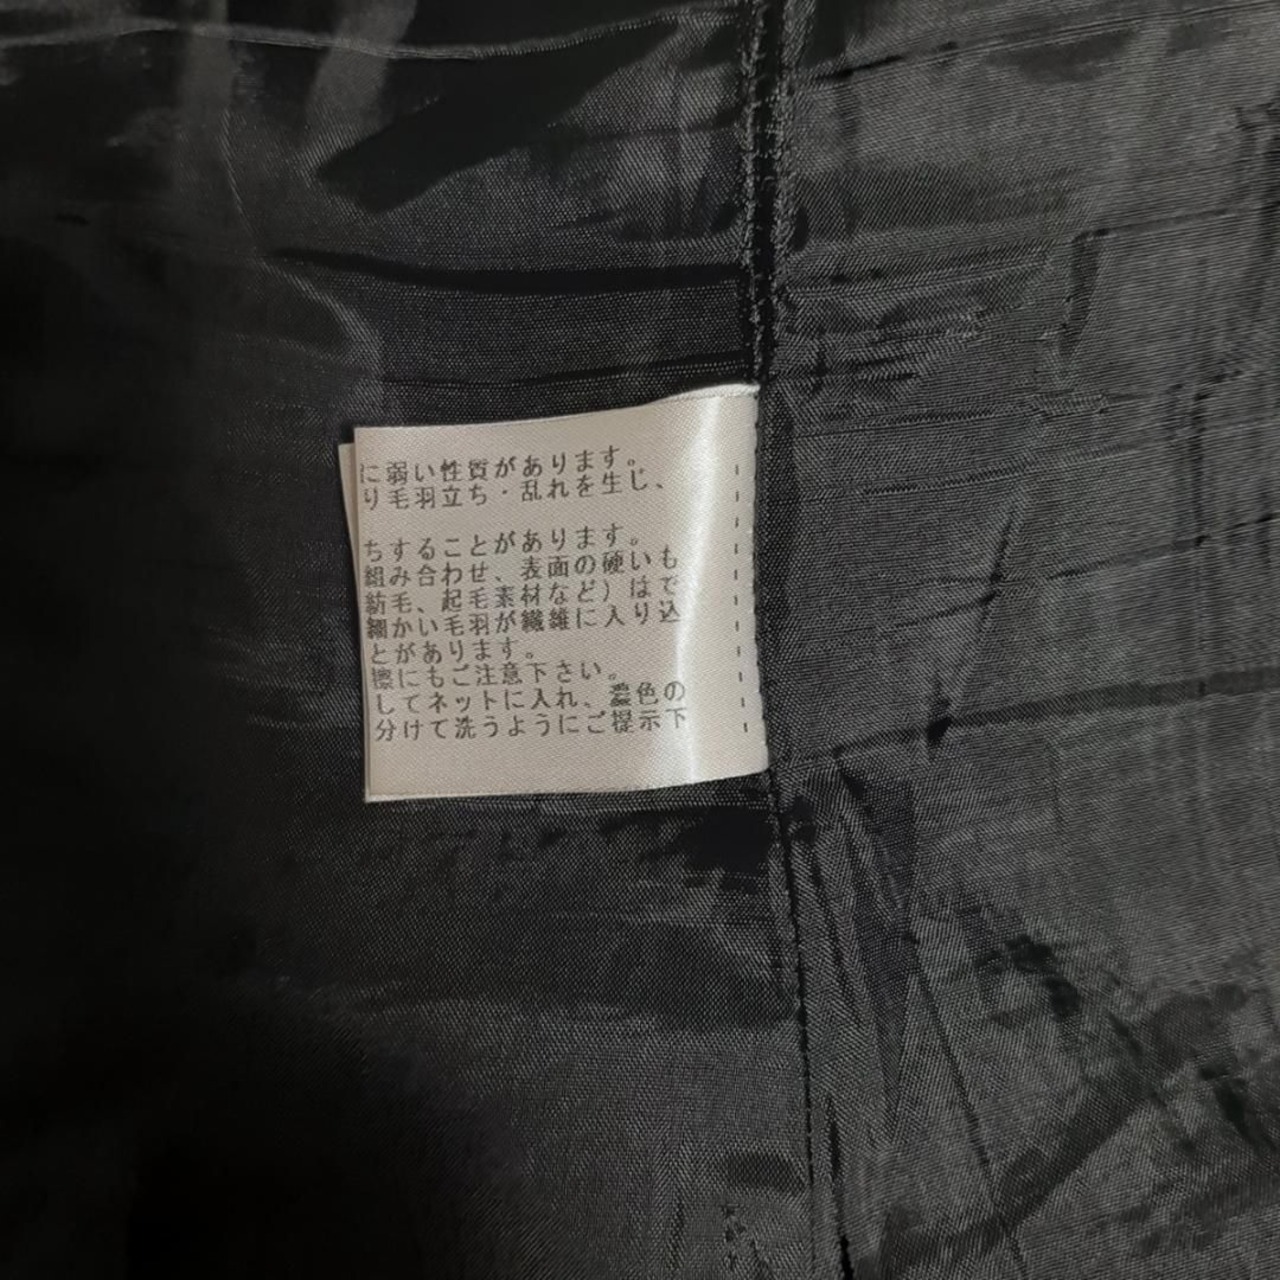 に弱い性質があります。
り毛羽立ち・乱れを生じ、
ちすることがあります。
組み合わせ、表面の硬いも
紡毛、起毛素材など）はで
細かい毛羽が繊維に入り込
とがあります。
擦にもご注意下さい。
してネットに入れ、濃色の
分けて洗うようにご提示下